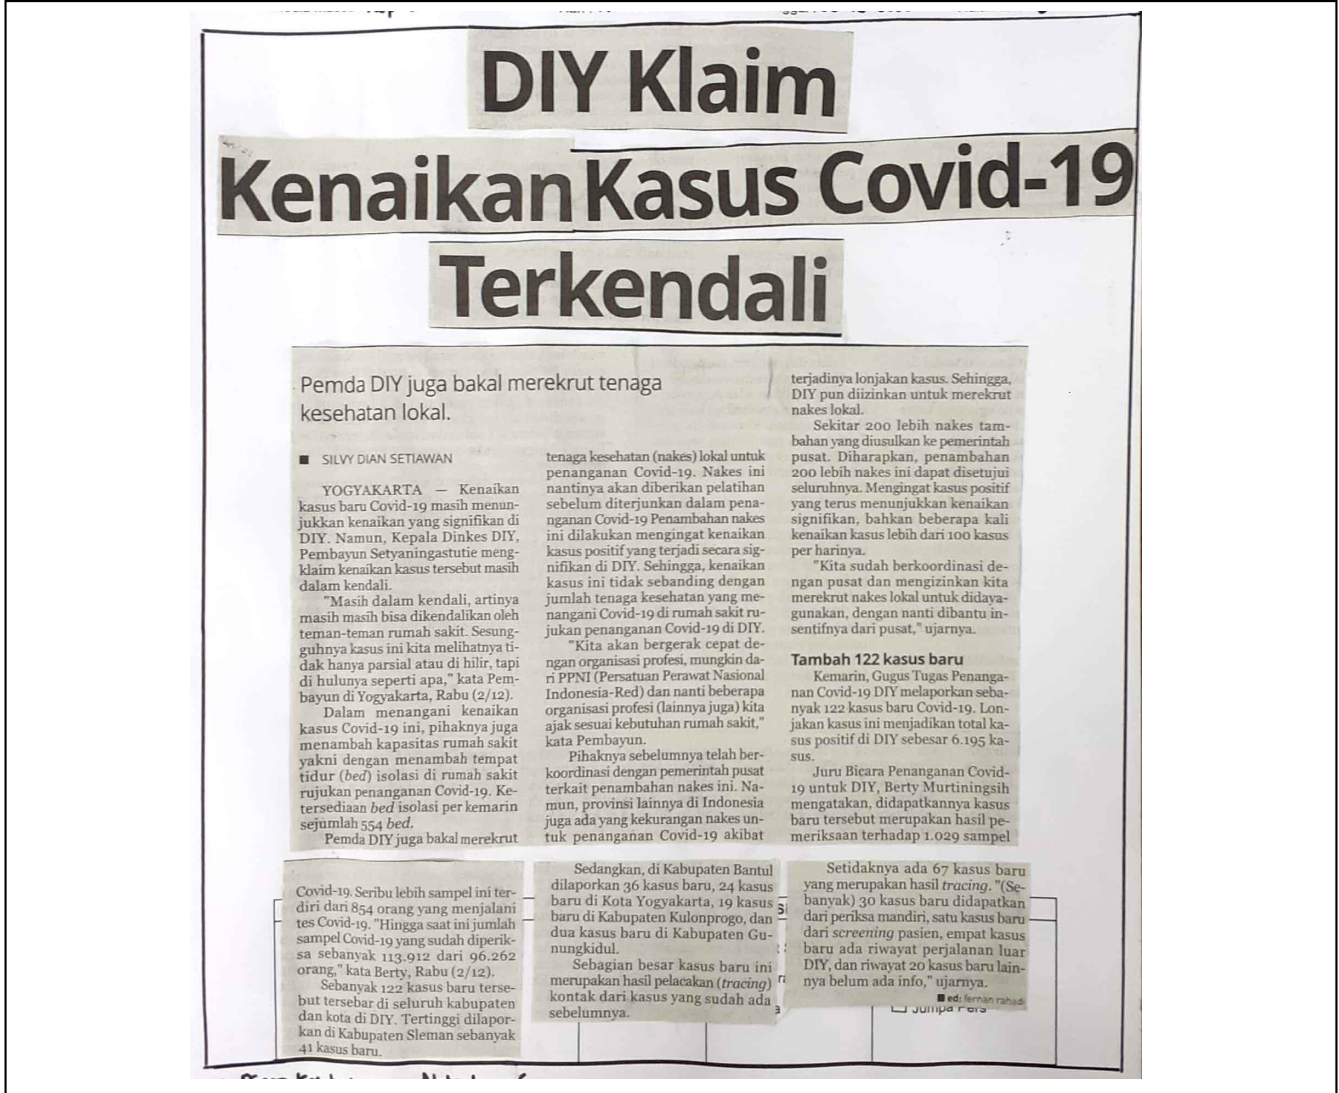 DIY Klaim
Kenaikan Kasus Covid-19
Terkendali
Pemda DIY juga bakal merekrut tenaga
kesehatan lokal.
■ SILVY DIAN SETIAWAN
YOGYAKARTA — Kenaikan
kasus baru Covid-19 masih menun-
jukkan kenaikan yang signifikan di
DIY. Namun, Kepala Dinkes DIY,
Pembayun Setyaningastutie meng-
klaim kenaikan kasus tersebut masih
dalam kendali.
"Masih dalam kendali, artinya
masih masih bisa dikendalikan oleh
teman-teman rumah sakit. Sesung-
guhnya kasus ini kita melihatnya ti-
dak hanya parsial atau di hilir, tapi
di hulunya seperti apa," kata Pem-
bayun di Yogyakarta, Rabu (2/12).
Dalam menangani kenaikan
kasus Covid-19 ini, pihaknya juga
menambah kapasitas rumah sakit
yakni dengan menambah tempat
tidur (bed) isolasi di rumah sakit
rujukan penanganan Covid-19. Ke-
tersediaan bed isolasi per kemarin
sejumlah 554 bed.
Pemda DIY juga bakal merekrut
tenaga kesehatan (nakes) lokal untuk
penanganan Covid-19. Nakes ini
nantinya akan diberikan pelatihan
sebelum diterjunkan dalam pena-
nganan Covid-19 Penambahan nakes
ini dilakukan mengingat kenaikan
kasus positif yang terjadi secara sig-
nifikan di DIY. Sehingga, kenaikan
kasus ini tidak sebanding dengan
jumlah tenaga kesehatan yang me-
nangani Covid-19 di rumah sakit ru-
jukan penanganan Covid-19 di DIY.
"Kita akan bergerak cepat de-
ngan organisasi profesi, mungkin da-
ri PPNI (Persatuan Perawat Nasional
Indonesia-Red) dan nanti beberapa
organisasi profesi (lainnya juga) kita
ajak sesuai kebutuhan rumah sakit,"
kata Pembayun.
Pihaknya sebelumnya telah ber-
koordinasi dengan pemerintah pusat
terkait penambahan nakes ini. Na-
mun, provinsi lainnya di Indonesia
juga ada yang kekurangan nakes un-
tuk penanganan Covid-19 akibat
terjadinya lonjakan kasus. Sehingga,
DIY pun diizinkan untuk merekrut
nakes lokal.
Sekitar 200 lebih nakes tam-
bahan yang diusulkan ke pemerintah
pusat. Diharapkan, penambahan
200 lebih nakes ini dapat disetujui
seluruhnya. Mengingat kasus positif
yang terus menunjukkan kenaikan
signifikan, bahkan beberapa kali
kenaikan kasus lebih dari 100 kasus
per harinya.
"Kita sudah berkoordinasi de-
ngan pusat dan mengizinkan kita
merekrut nakes lokal untuk didaya-
gunakan, dengan nanti dibantu in-
sentifnya dari pusat," ujarnya.
Tambah 122 kasus baru
Kemarin, Gugus Tugas Penanga-
nan Covid-19 DIY melaporkan seba-
nyak 122 kasus baru Covid-19. Lon-
jakan kasus ini menjadikan total ka-
sus positif di DIY sebesar 6.195 ka-
sus.
Juru Bicara Penanganan Covid-
19 untuk DIY, Berty Murtiningsih
mengatakan, didapatkannya kasus
baru tersebut merupakan hasil pe-
meriksaan terhadap 1.029 sampel
Covid-19. Seribu lebih sampel ini ter-
diri dari 854 orang yang menjalani
tes Covid-19. "Hingga saat ini jumlah
sampel Covid-19 yang sudah diperik-
sa sebanyak 113.912 dari 96.262
orang," kata Berty, Rabu (2/12).
Sebanyak 122 kasus baru terse-
but tersebar di seluruh kabupaten
dan kota di DIY. Tertinggi dilapor-
kan di Kabupaten Sleman sebanyak
41 kasus baru.
Sedangkan, di Kabupaten Bantul
dilaporkan 36 kasus baru, 24 kasus
baru di Kota Yogyakarta, 19 kasus
baru di Kabupaten Kulonprogo, dan
dua kasus baru di Kabupaten Gu-
nungkidul.
Sebagian besar kasus baru ini
merupakan hasil pelacakan (tracing)
kontak dari kasus yang sudah ada
sebelumnya.
Setidaknya ada 67 kasus baru
yang merupakan hasil tracing. "(Se-
banyak) 30 kasus baru didapatkan
dari periksa mandiri, satu kasus baru
dari screening pasien, empat kasus
baru ada riwayat perjalanan luar
DIY, dan riwayat 20 kasus baru lain-
nya belum ada info," ujarnya.
■ ed: fernan rahadi
Jumpa Pers